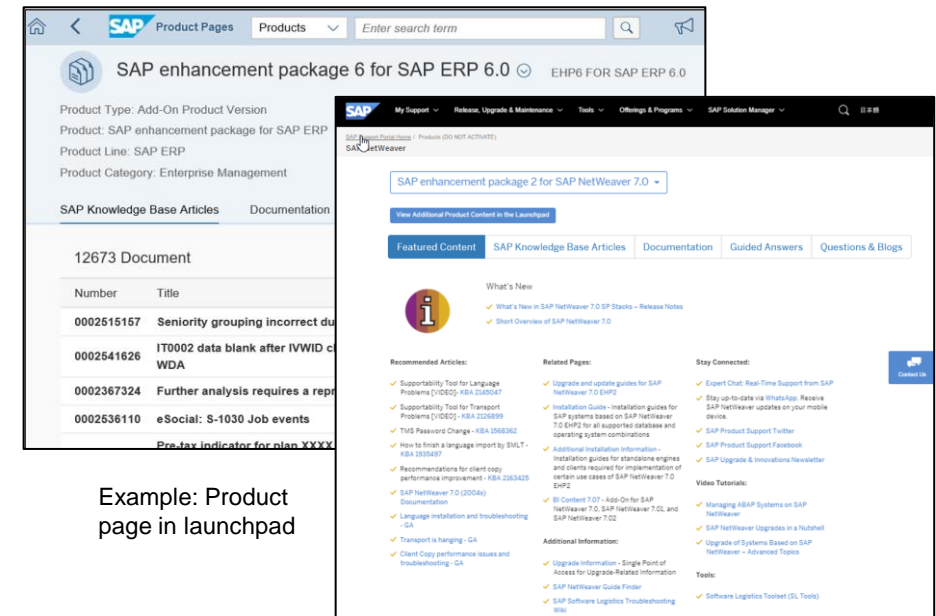 SAP Product Pages Products Enter search term
SAP enhancement package 6 for SAP ERP 6.0 EHP6 FOR SAP ERP 6.0
Product Type: Add-On Product Version
Product: SAP enhancement package for SAP ERP
Product Line: SAP ERP
Product Category: Enterprise Management
SAP Knowledge Base Articles Documentation
12673 Document
Number Title
0002515157 Seniority grouping incorrect du
0002541626 IT0002 data blank after IVWID cl
WDA
0002367324 Further analysis requires a repr
0002536110 eSocial: S-1030 Job events
Pre-tax indicator for plan XXXX
Example: Product
page in launchpad
SAP My Support Release, Upgrade & Maintenance Tools Offerings & Programs SAP Solution Manager 日本語
SAP Support Portal Home / Products (DO NOT ACTIVATE)
SAP NetWeaver
SAP enhancement package 2 for SAP NetWeaver 7.0
View Additional Product Content in the Launchpad
Featured Content SAP Knowledge Base Articles Documentation Guided Answers Questions & Blogs
What's New
What's New in SAP NetWeaver 7.0 SP Stacks – Release Notes
Short Overview of SAP NetWeaver 7.0
Recommended Articles:
Supportability Tool for Language
Problems [VIDEO]- KBA 2145047
Supportability Tool for Transport
Problems [VIDEO] - KBA 2126899
TMS Password Change - KBA 1568362
How to finish a language import by SMLT -
KBA 1935497
Recommendations for client copy
performance improvement - KBA 2163425
SAP NetWeaver 7.0 (2004s)
Documentation
Language installation and troubleshooting
- GA
Transport is hanging - GA
Client Copy performance issues and
troubleshooting - GA
Related Pages:
Upgrade and update guides for SAP
NetWeaver 7.0 EHP2
Installation Guide - Installation guides for
SAP systems based on SAP NetWeaver
7.0 EHP2 for all supported database and
operating system combinations
Additional Installation Information -
Installation guides for standalone engines
and clients required for implementation of
certain use cases of SAP NetWeaver 7.0
EHP2
BI Content 7.07 - Add-On for SAP
NetWeaver 7.0, SAP NetWeaver 7.01, and
SAP NetWeaver 7.02
Additional Information:
Upgrade Information - Single Point of
Access for Upgrade-Related Information
SAP NetWeaver Guide Finder
SAP Software Logistics Troubleshooting
Wiki
Stay Connected:
Expert Chat: Real-Time Support from SAP
Stay up-to-date via WhatsApp. Receive
SAP NetWeaver updates on your mobile
device.
SAP Product Support Twitter
SAP Product Support Facebook
SAP Upgrade & Innovations Newsletter
Video Tutorials:
Managing ABAP Systems on SAP
NetWeaver
SAP NetWeaver Upgrades in a Nutshell
Upgrade of Systems Based on SAP
NetWeaver – Advanced Topics
Tools:
Software Logistics Toolset (SL Tools)
Contact Us